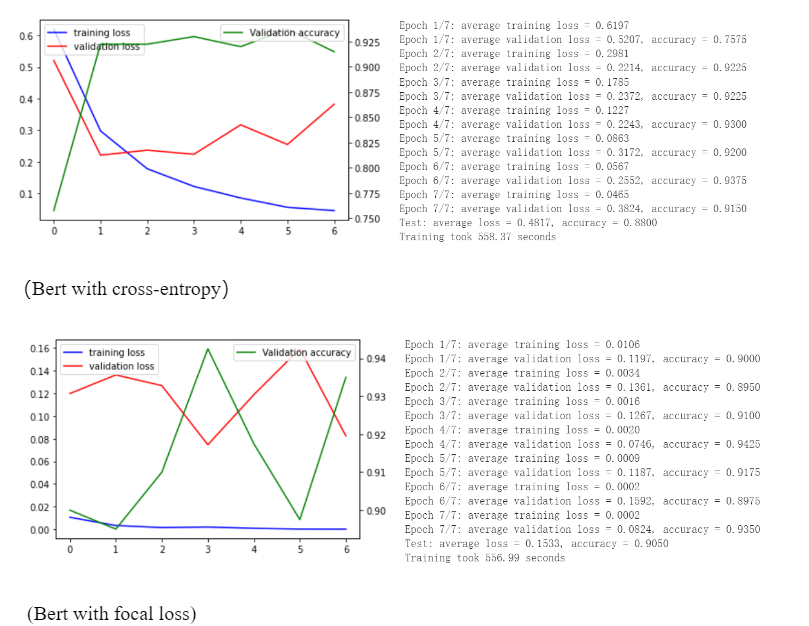 training loss
validation loss
Validation accuracy
0.6
0.5
0.4
0.3
0.2
0.1
0.925
0.900
0.875
0.850
0.825
0.800
0.775
0.750
0 1 2 3 4 5 6
Epoch 1/7: average training loss = 0.6197
Epoch 1/7: average validation loss = 0.5207, accuracy = 0.7575
Epoch 2/7: average training loss = 0.2981
Epoch 2/7: average validation loss = 0.2214, accuracy = 0.9225
Epoch 3/7: average training loss = 0.1785
Epoch 3/7: average validation loss = 0.2372, accuracy = 0.9225
Epoch 4/7: average training loss = 0.1227
Epoch 4/7: average validation loss = 0.2243, accuracy = 0.9300
Epoch 5/7: average training loss = 0.0863
Epoch 5/7: average validation loss = 0.3172, accuracy = 0.9200
Epoch 6/7: average training loss = 0.0567
Epoch 6/7: average validation loss = 0.2552, accuracy = 0.9375
Epoch 7/7: average training loss = 0.0465
Epoch 7/7: average validation loss = 0.3824, accuracy = 0.9150
Test: average loss = 0.4817, accuracy = 0.8800
Training took 558.37 seconds
(Bert with cross-entropy)
training loss
validation loss
Validation accuracy
0.16
0.14
0.12
0.10
0.08
0.06
0.04
0.02
0.00
0.94
0.93
0.92
0.91
0.90
0 1 2 3 4 5 6
Epoch 1/7: average training loss = 0.0106
Epoch 1/7: average validation loss = 0.1197, accuracy = 0.9000
Epoch 2/7: average training loss = 0.0034
Epoch 2/7: average validation loss = 0.1361, accuracy = 0.8950
Epoch 3/7: average training loss = 0.0016
Epoch 3/7: average validation loss = 0.1267, accuracy = 0.9100
Epoch 4/7: average training loss = 0.0020
Epoch 4/7: average validation loss = 0.0746, accuracy = 0.9425
Epoch 5/7: average training loss = 0.0009
Epoch 5/7: average validation loss = 0.1187, accuracy = 0.9175
Epoch 6/7: average training loss = 0.0002
Epoch 6/7: average validation loss = 0.1592, accuracy = 0.8975
Epoch 7/7: average training loss = 0.0002
Epoch 7/7: average validation loss = 0.0824, accuracy = 0.9350
Test: average loss = 0.1533, accuracy = 0.9050
Training took 556.99 seconds
(Bert with focal loss)